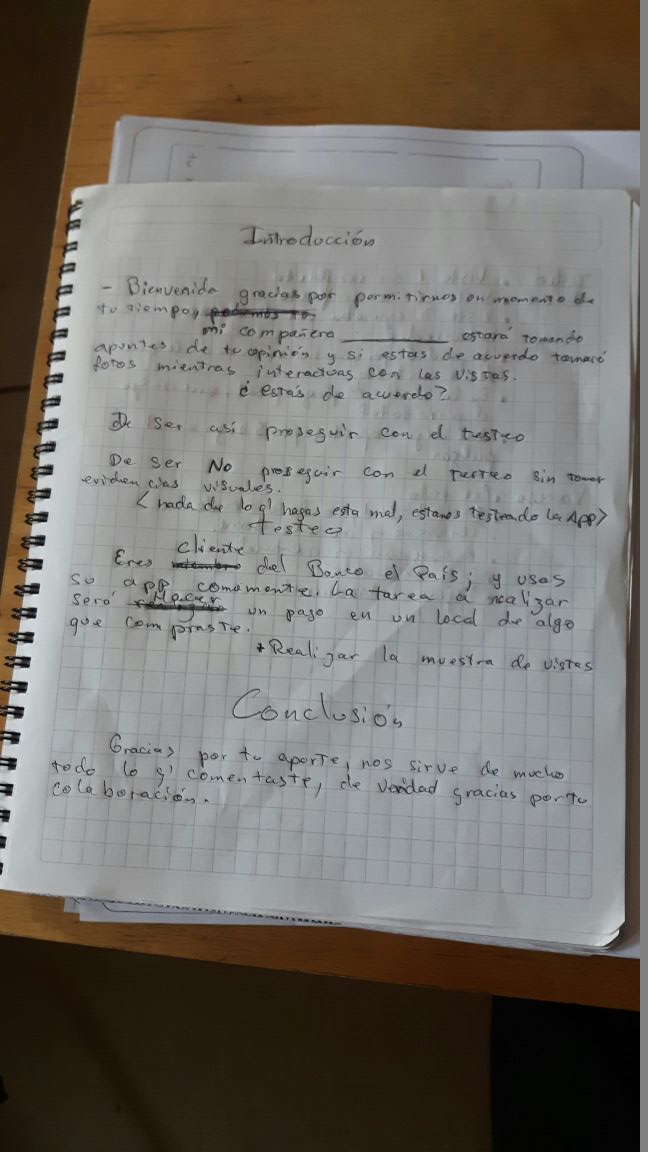 Introducción
- Bienvenida gracias por permitirnos un momento de
tu tiempo, podemos to
mi compañera __________ estará tomando
apuntes de tu opinión y si estas de acuerdo tomaré
fotos mientras interactuas con las vistas.
¿ estás de acuerdo?
De ser así proseguir con el testeo
De ser No proseguir con el Testeo sin tomar
evidencias visuales.
< nada de lo q' hagas esta mal, estamos testeando la App>
testeo
cliente
Eres miembro del Banco el País; y usas
su app comomente. La tarea a realizar
será Hacer un pago en un local de algo
que compraste.
* Realizar la muestra de vistas
Conclusión
Gracias por tu aporte, nos sirve de mucho
todo lo q' comentaste, de verdad gracias por tu
colaboración.